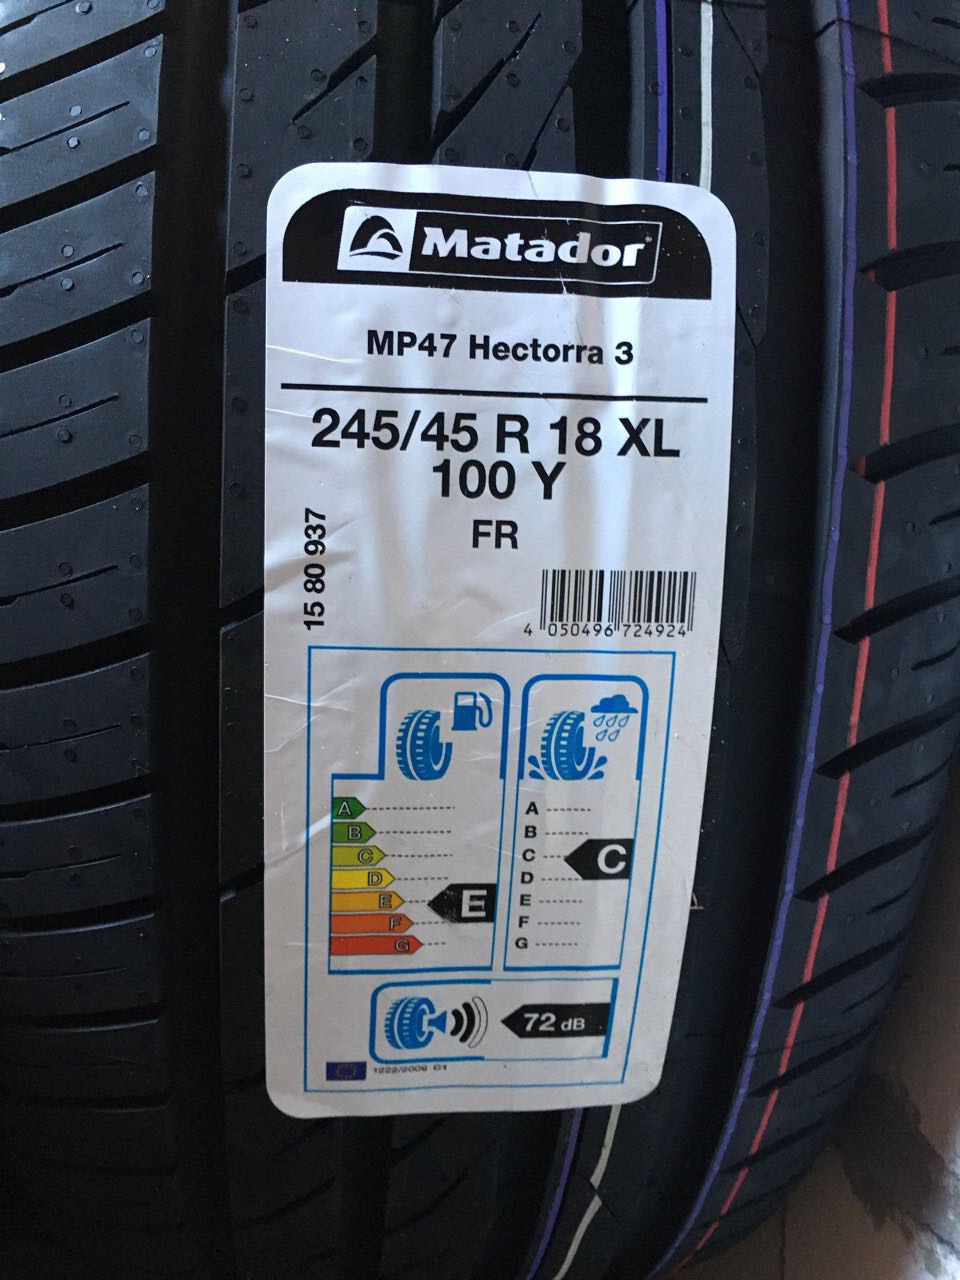 Matador
MP47 Hectorra 3
245/45 R 18 XL
100 Y
FR
15 80 937
4 050496 724924
A
B
C
D
E
F
G
E
A
B
C
D
E
F
G
C
72 dB
1222/2009 C1